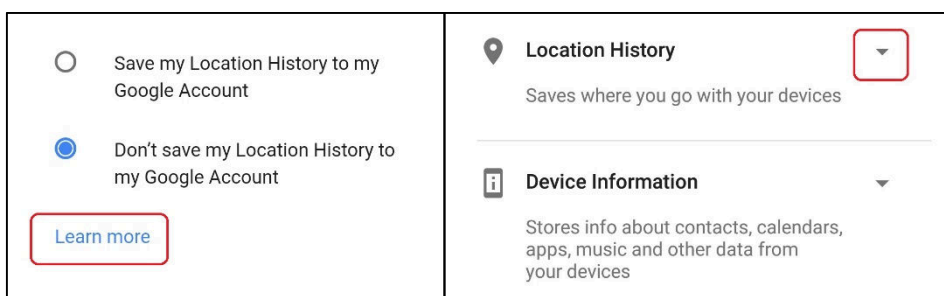 Save my Location History to my
Google Account
Don't save my Location History to
my Google Account
Learn more
Location History
Saves where you go with your devices
Device Information
Stores info about contacts, calendars,
apps, music and other data from
your devices